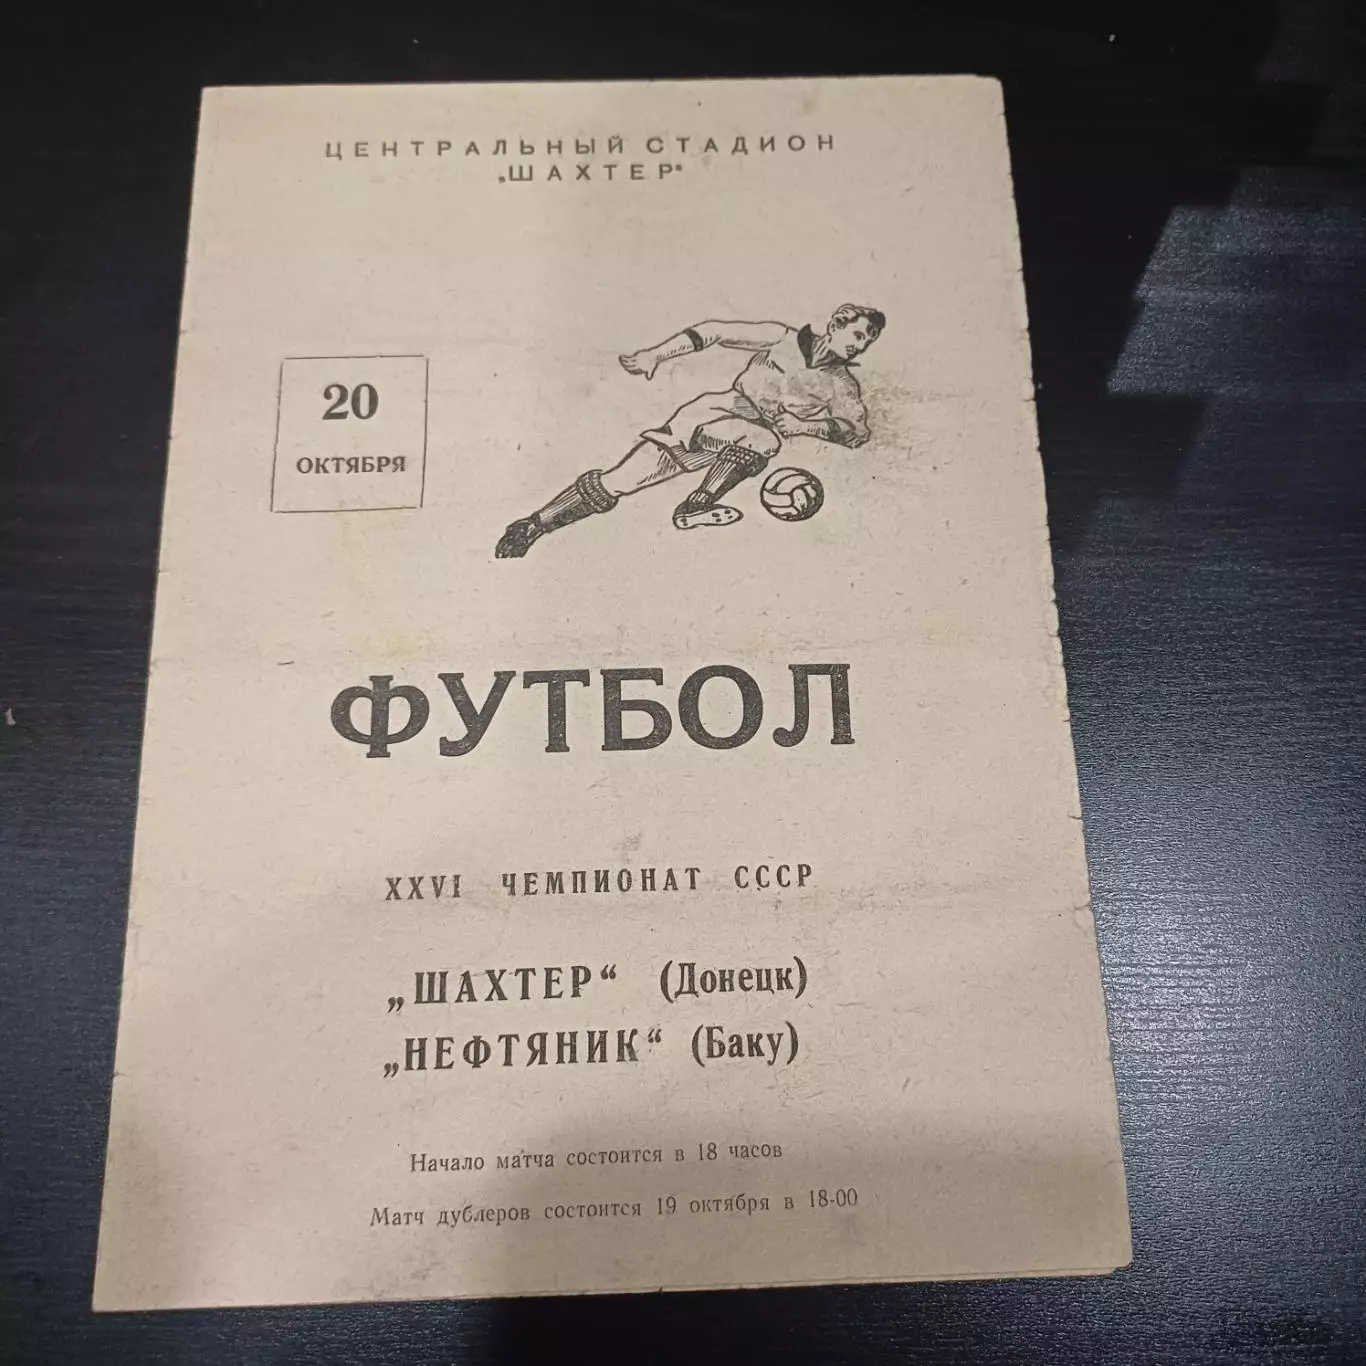 ЦЕНТРАЛЬНЫЙ СТАДИОН
„ШАХТЕР“
20
ОКТЯБРЯ
ФУТБОЛ
XXVI ЧЕМПИОНАТ СССР
„ШАХТЕР“ (Донецк)
„НЕФТЯНИК“ (Баку)
Начало матча состоится в 18 часов
Матч дублеров состоится 19 октября в 18-00